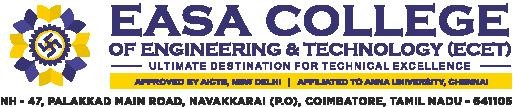 EASA COLLEGE
OF ENGINEERING & TECHNOLOGY (ECET)
ULTIMATE DESTINATION FOR TECHNICAL EXCELLENCE
APPROVED BY AICTE, NEW DELHI | AFFILIATED TO ANNA UNIVERSITY, CHENNAI
NH - 47, PALAKKAD MAIN ROAD, NAVAKKARAI (P.O), COIMBATORE, TAMIL NADU - 641105